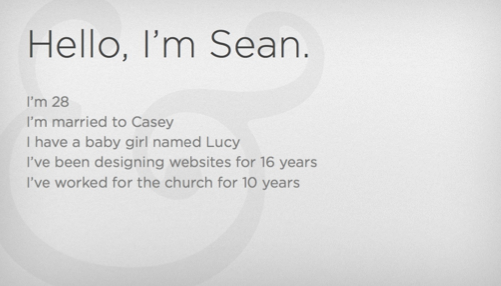 Hello, I'm Sean.
I'm 28
I'm married to Casey
I have a baby girl named Lucy
I've been designing websites for 16 years
I've worked for the church for 10 years